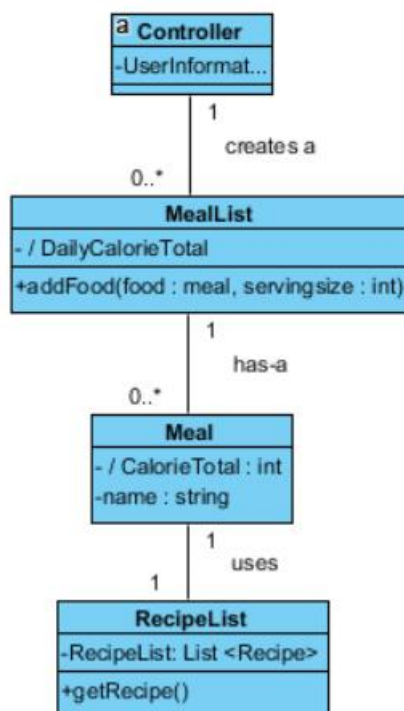 a
Controller
-UserInformat...
1
creates a
0..*
MealList
- / DailyCalorieTotal
+addFood(food : meal, servingsize : int)
1
has-a
0..*
Meal
- / CalorieTotal : int
-name : string
1
uses
1
RecipeList
-RecipeList: List <Recipe>
+getRecipe()